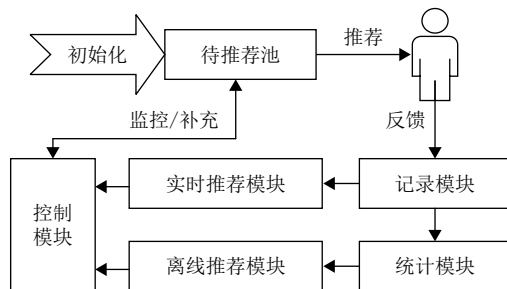 初始化
待推荐池
推荐
监控/补充
反馈
控制
模块
实时推荐模块
记录模块
离线推荐模块
统计模块